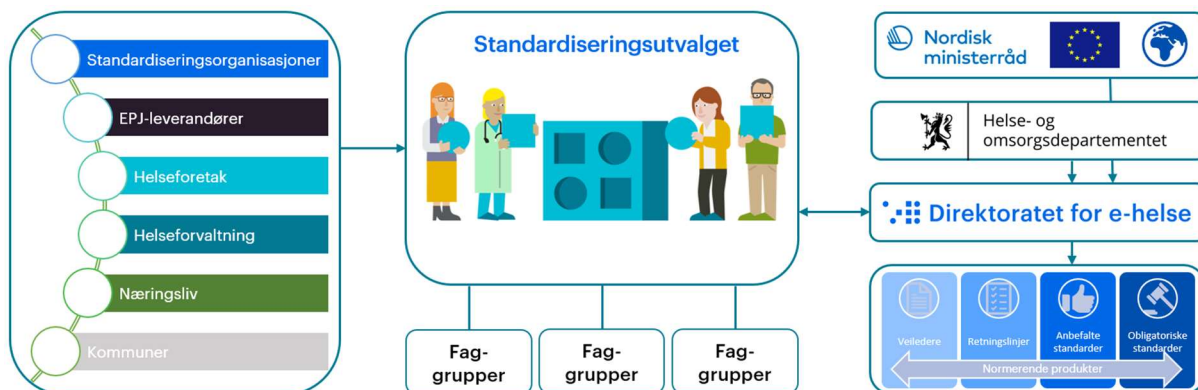 Standardiseringsorganisasjoner
EPJ-leverandører
Helseforetak
Helseforvaltning
Næringsliv
Kommuner
Standardiseringsutvalget
Fag-
grupper
Fag-
grupper
Fag-
grupper
Nordisk
ministerråd
Helse- og
omsorgsdepartementet
Direktoratet for e-helse
Veiledere
Retningslinjer
Anbefalte
standarder
Obligatoriske
standarder
Normerende produkter